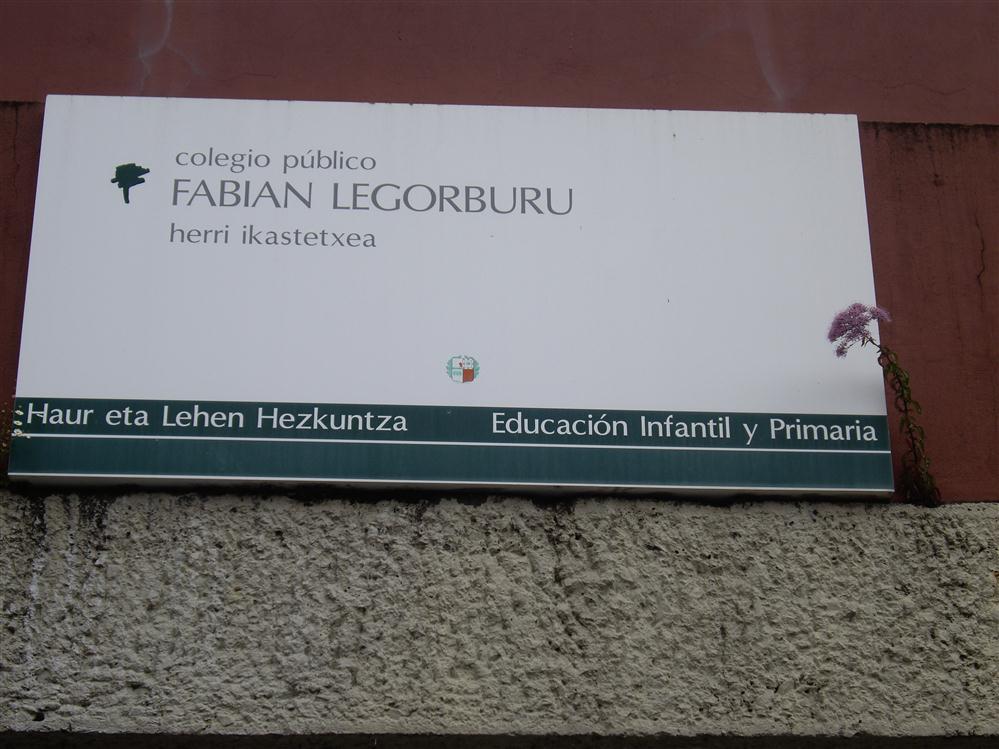 colegio público
FABIAN LEGORBURU
herri ikastetxea
Haur eta Lehen Hezkuntza
Educación Infantil y Primaria